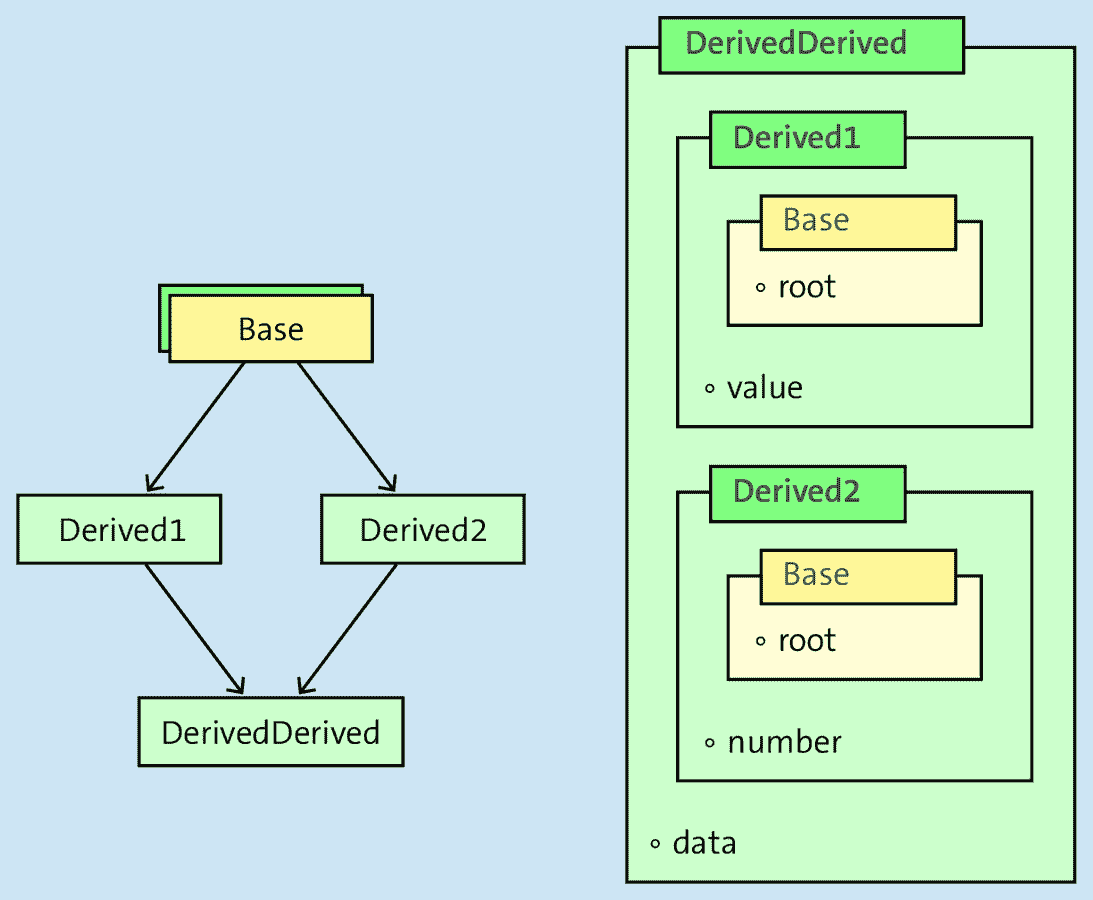 Base
Derived1
Derived2
DerivedDerived
DerivedDerived
Derived1
Base
root
value
Derived2
Base
root
number
data